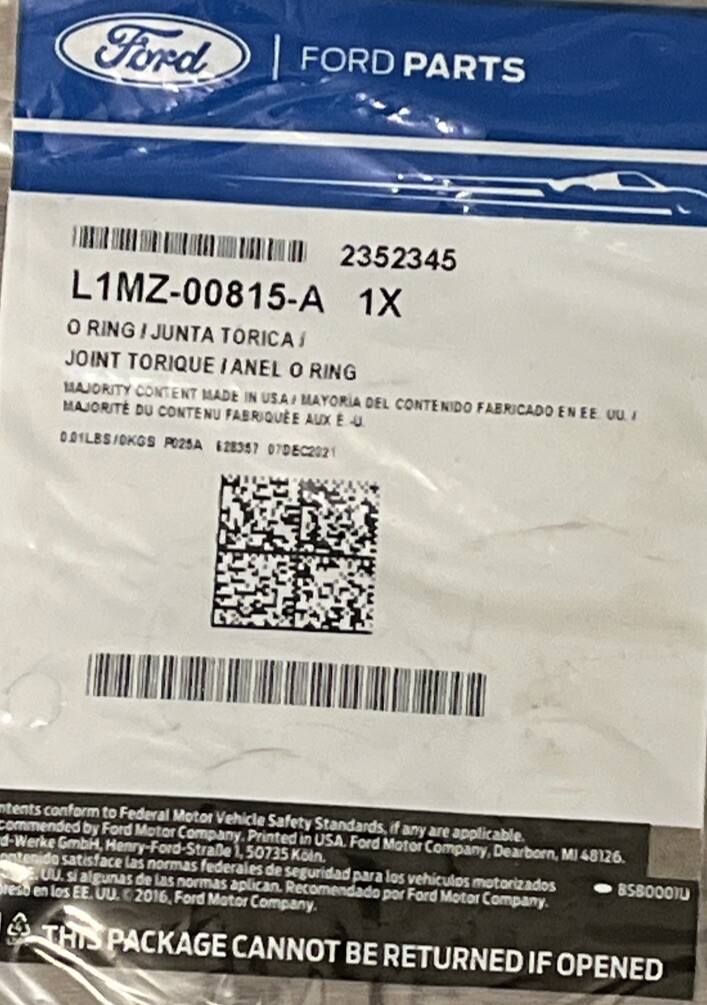 Ford | FORD PARTS
2352345
L1MZ-00815-A 1X
O RING / JUNTA TÓRICA /
JOINT TORIQUE / ANEL O RING
MAJORITY CONTENT MADE IN USA / MAYORÍA DEL CONTENIDO FABRICADO EN EE. UU. /
MAJORITÉ DU CONTENU FABRIQUÉE AUX É.-U.
0.01LBS/0KGS P025A 628357 07DEC2021
ntents conform to Federal Motor Vehicle Safety Standards, if any are applicable.
commended by Ford Motor Company. Printed in USA. Ford Motor Company, Dearborn, MI 48126.
d-Werke GmbH, Henry-Ford-Straße 1, 50735 Köln.
ontenido satisface las normas federales de seguridad para los vehículos motorizados
E. UU. si algunas de las normas aplican. Recomendado por Ford Motor Company.
preso en los EE. UU. © 2016, Ford Motor Company.
BSB0001U
THIS PACKAGE CANNOT BE RETURNED IF OPENED